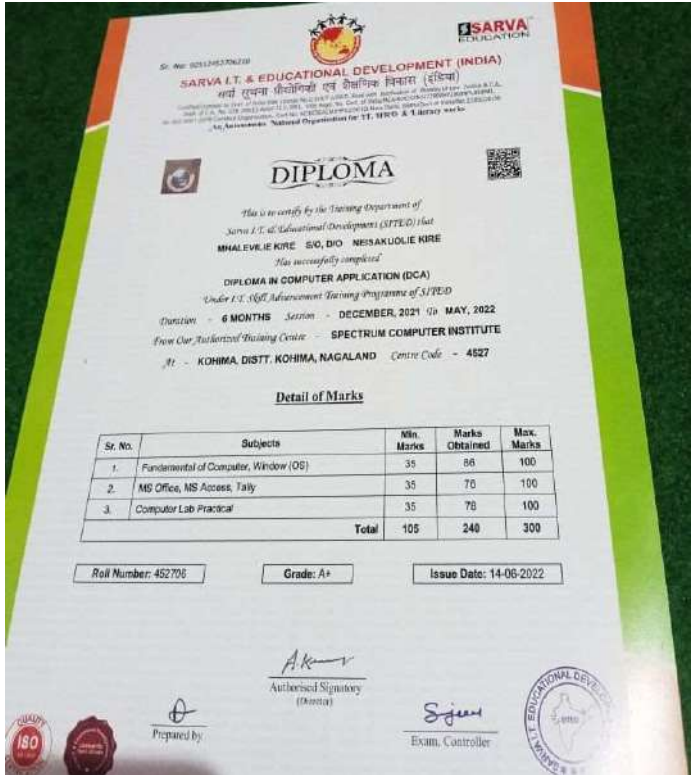 SARVA
EDUCATION
Sr. No:
SARVA I.T. & EDUCATIONAL DEVELOPMENT (INDIA)
सर्वा सूचना प्रौद्योगिकी एवं शैक्षणिक विकास (इंडिया)
An Autonomous National Organisation for IT, HRD & Literacy works
DIPLOMA
This is to certify by the Training Department of
Sarva I.T. & Educational Development (SITED) that
MHALEVILIE KIRE S/O, D/O NEISAKUOLIE KIRE
Has successfully completed
DIPLOMA IN COMPUTER APPLICATION (DCA)
Under I.T. Skill Advancement Training Programme of SITED
Duration - 6 MONTHS Session - DECEMBER, 2021 To MAY, 2022
From Our Authorized Training Centre - SPECTRUM COMPUTER INSTITUTE
At - KOHIMA, DISTT. KOHIMA, NAGALAND Centre Code - 4527
Detail of Marks
Sr. No. Subjects Min. Marks Marks Obtained Max. Marks
1. Fundamental of Computer, Window (OS) 35 86 100
2. MS Office, MS Access, Tally 35 76 100
3. Computer Lab Practical 35 78 100
Total 105 240 300
Roll Number: 452706 Grade: A+ Issue Date: 14-06-2022
Authorised Signatory
(Director)
Prepared by
Exam. Controller
QUALITY
ISO
SARVA I.T. & EDUCATIONAL DEVELOPMENT